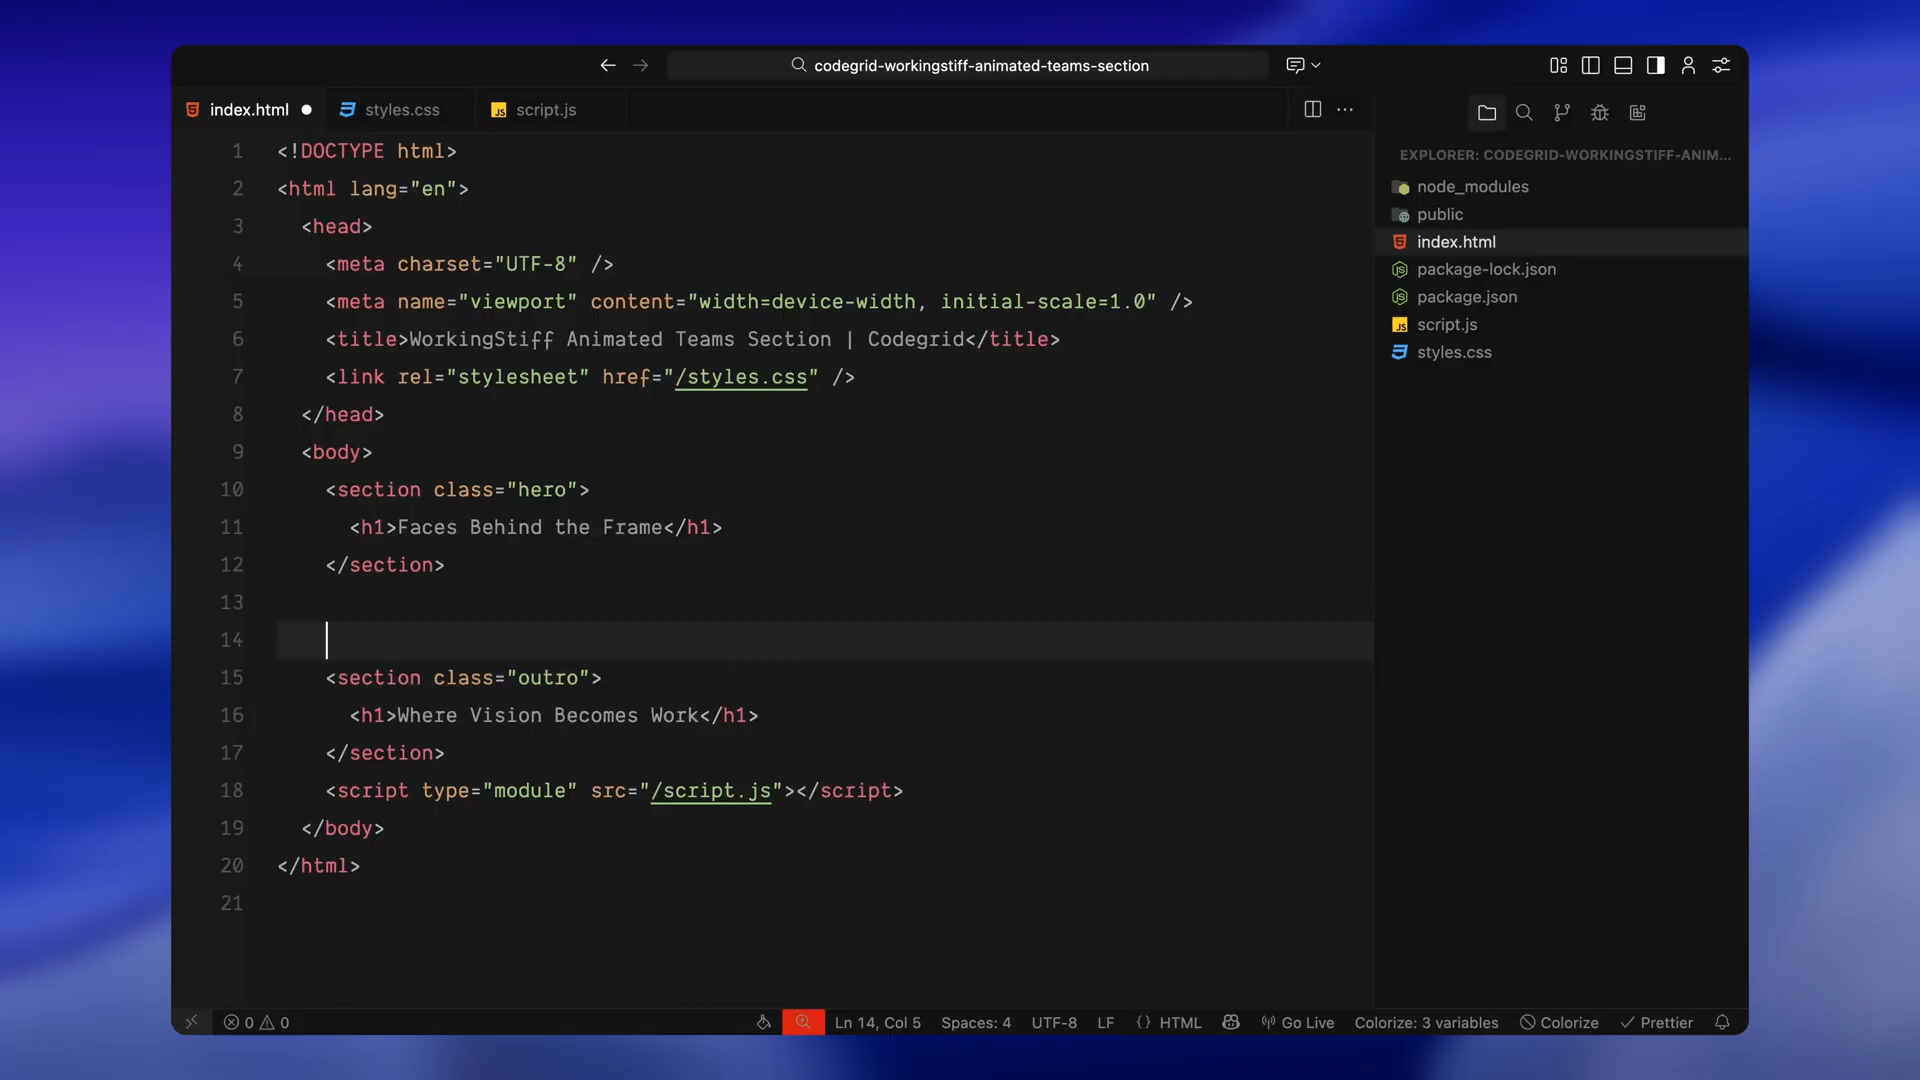 codegrid-workingstiff-animated-teams-section
index.html
styles.css
JS script.js
EXPLORER: CODEGRID-WORKINGSTIFF-ANIM...
node_modules
public
index.html
package-lock.json
package.json
JS script.js
styles.css
1 <!DOCTYPE html>
2 <html lang="en">
3 <head>
4 <meta charset="UTF-8" />
5 <meta name="viewport" content="width=device-width, initial-scale=1.0" />
6 <title>WorkingStiff Animated Teams Section | Codegrid</title>
7 <link rel="stylesheet" href="/styles.css" />
8 </head>
9 <body>
10 <section class="hero">
11 <h1>Faces Behind the Frame</h1>
12 </section>
13
14
15 <section class="outro">
16 <h1>Where Vision Becomes Work</h1>
17 </section>
18 <script type="module" src="/script.js"></script>
19 </body>
20 </html>
21
0 0 Ln 14, Col 5 Spaces: 4 UTF-8 LF {} HTML Go Live Colorize: 3 variables Colorize Prettier